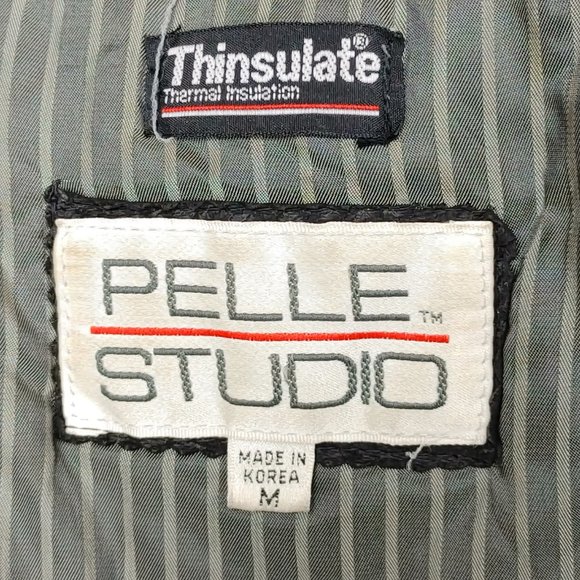 Thinsulate®
Thermal Insulation
PELLE™
STUDIO
MADE IN
KOREA
M